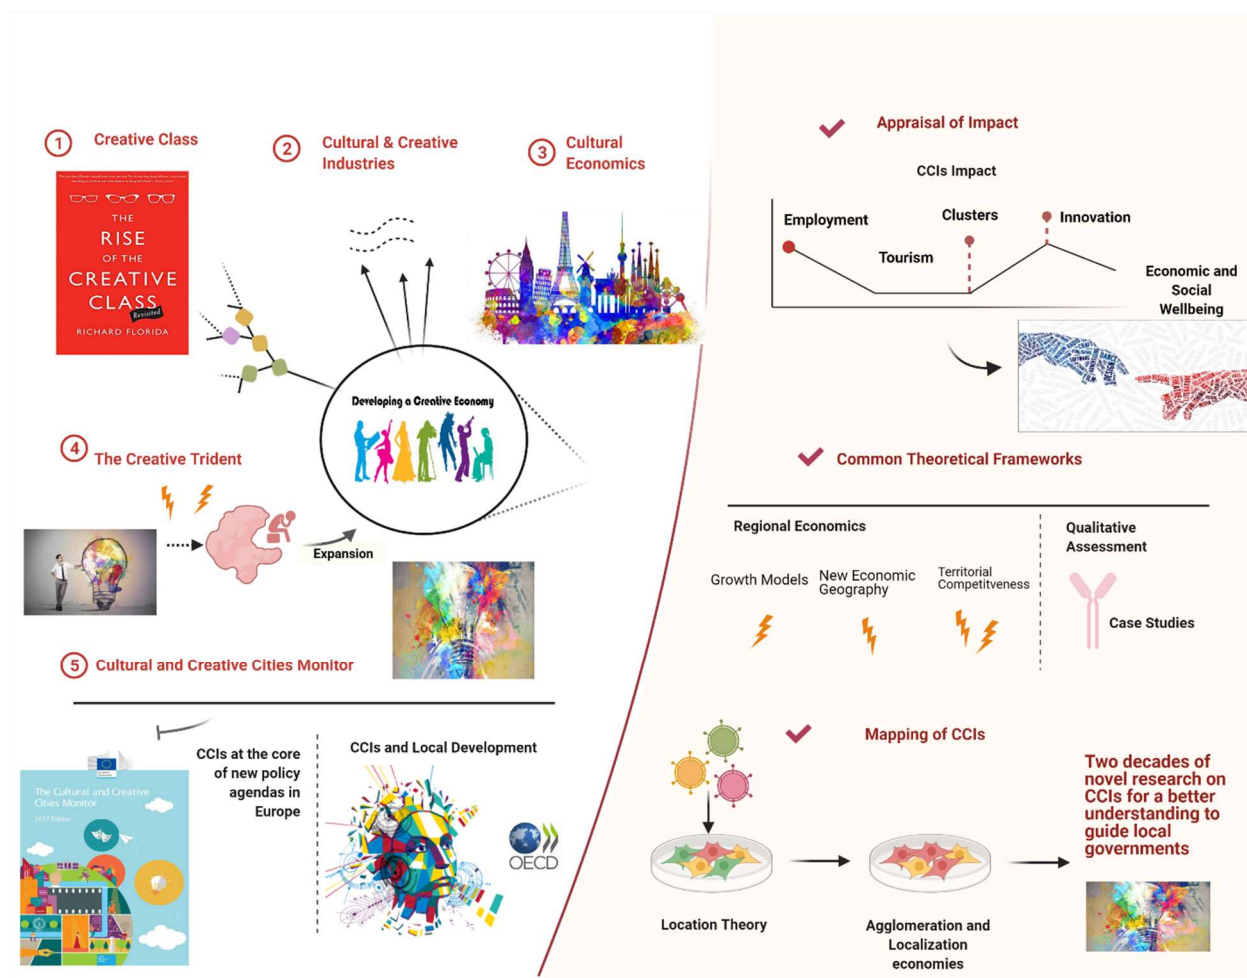 1
Creative Class
THE
RISE
OF THE
CREATIVE
CLASS
Revisited
RICHARD FLORIDA
2
Cultural & Creative
Industries
3
Cultural
Economics
Developing a Creative Economy
4
The Creative Trident
Expansion
5
Cultural and Creative Cities Monitor
The Cultural and Creative
Cities Monitor
2017 Edition
CCIs at the core
of new policy
agendas in
Europe
CCIs and Local Development
OECD
Appraisal of Impact
CCIs Impact
Employment
Tourism
Clusters
Innovation
Economic and
Social
Wellbeing
Common Theoretical Frameworks
Regional Economics
Growth Models
New Economic
Geography
Territorial
Competitveness
Qualitative
Assessment
Case Studies
Mapping of CCIs
Location Theory
Agglomeration and
Localization
economies
Two decades of
novel research on
CCIs for a better
understanding to
guide local
governments